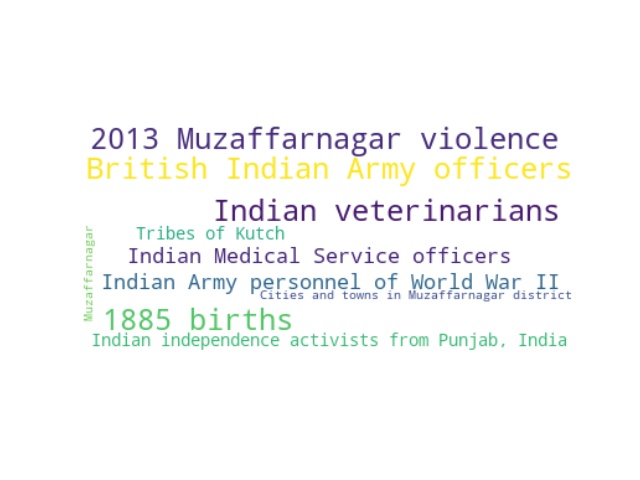 2013 Muzaffarnagar violence
British Indian Army officers
Indian veterinarians
Tribes of Kutch
Muzaffarnagar
Indian Medical Service officers
Indian Army personnel of World War II
Cities and towns in Muzaffarnagar district
1885 births
Indian independence activists from Punjab, India